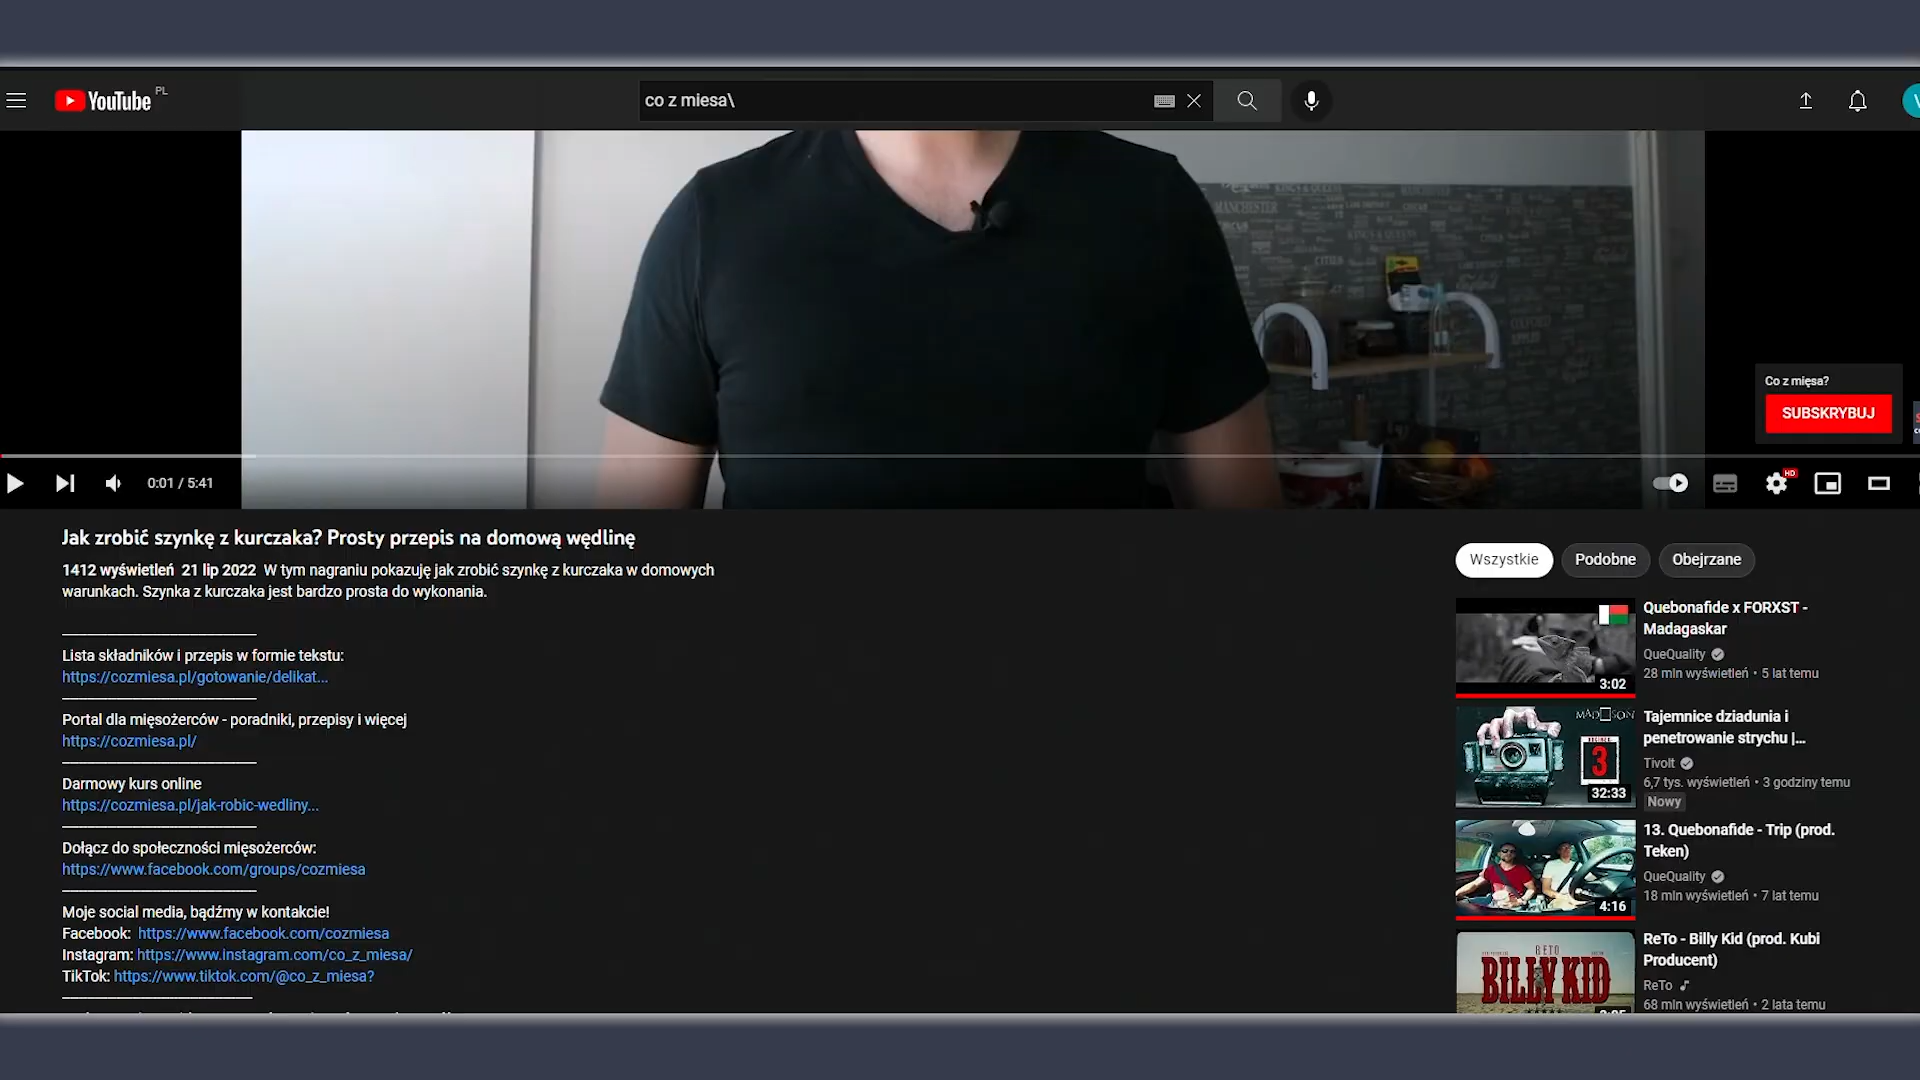 YouTube PL
co z miesa\
MANCHESTER
KINGS & QUEENS
CITIES
Co z mięsa?
SUBSKRYBUJ
0:01 / 5:41
HD
Jak zrobić szynkę z kurczaka? Prosty przepis na domową wędlinę
1412 wyświetleń 21 lip 2022 W tym nagraniu pokazuję jak zrobić szynkę z kurczaka w domowych
warunkach. Szynka z kurczaka jest bardzo prosta do wykonania.
Lista składników i przepis w formie tekstu:
https://cozmiesa.pl/gotowanie/delikat...
Portal dla mięsożerców - poradniki, przepisy i więcej
https://cozmiesa.pl/
Darmowy kurs online
https://cozmiesa.pl/jak-robic-wedliny...
Dołącz do społeczności mięsożerców:
https://www.facebook.com/groups/cozmiesa
Moje social media, bądźmy w kontakcie!
Facebook: https://www.facebook.com/cozmiesa
Instagram: https://www.instagram.com/co_z_miesa/
TikTok: https://www.tiktok.com/@co_z_miesa?
Wszystkie Podobne Obejrzane
3:02
Quebonafide x FORXST -
Madagaskar
QueQuality
28 mln wyświetleń • 5 lat temu
3
32:33
Tajemnice dziadunia i
penetrowanie strychu |...
Tivolt
6,7 tys. wyświetleń • 3 godziny temu
Nowy
4:16
13. Quebonafide - Trip (prod.
Teken)
QueQuality
18 mln wyświetleń • 7 lat temu
RETO
BILLY KID
ReTo - Billy Kid (prod. Kubi
Producent)
ReTo
68 mln wyświetleń • 2 lata temu